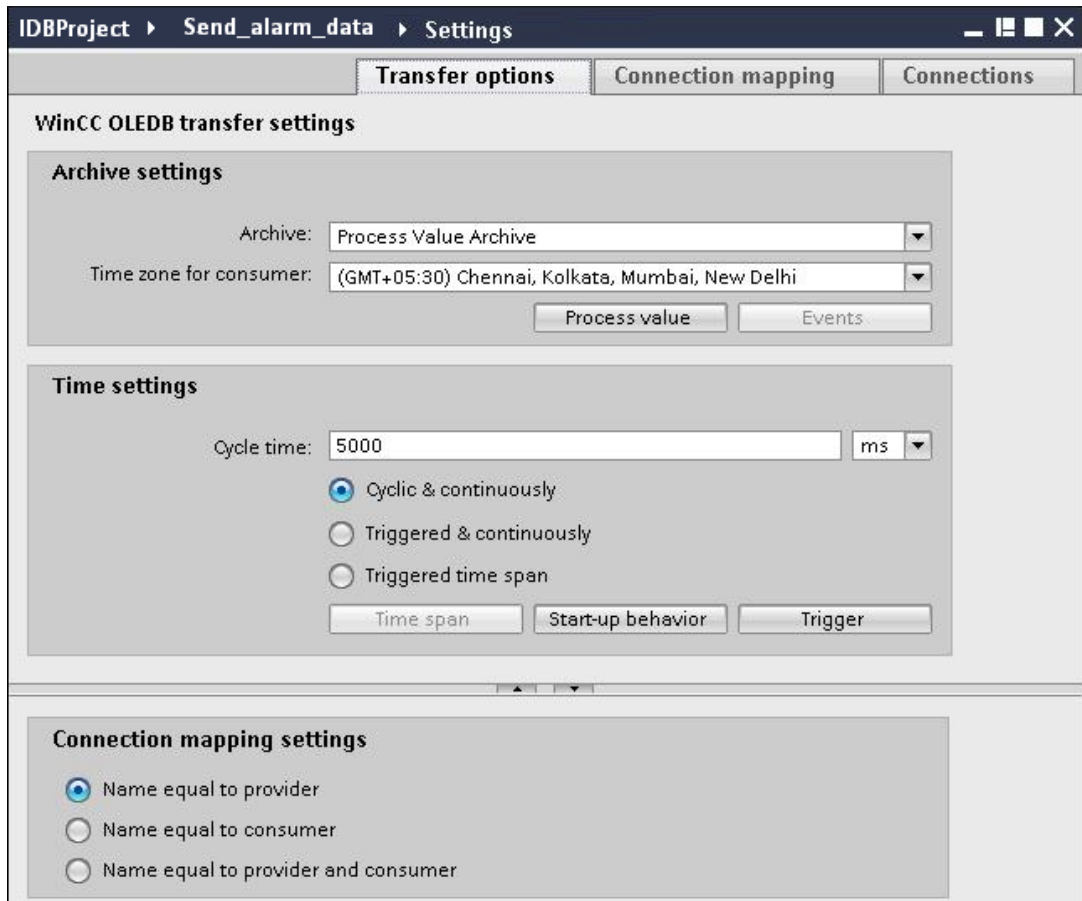 IDBProject ▸ Send_alarm_data ▸ Settings
Transfer options Connection mapping Connections
WinCC OLEDB transfer settings
Archive settings
Archive: Process Value Archive
Time zone for consumer: (GMT+05:30) Chennai, Kolkata, Mumbai, New Delhi
Process value Events
Time settings
Cycle time: 5000 ms
Cyclic & continuously
Triggered & continuously
Triggered time span
Time span Start-up behavior Trigger
Connection mapping settings
Name equal to provider
Name equal to consumer
Name equal to provider and consumer